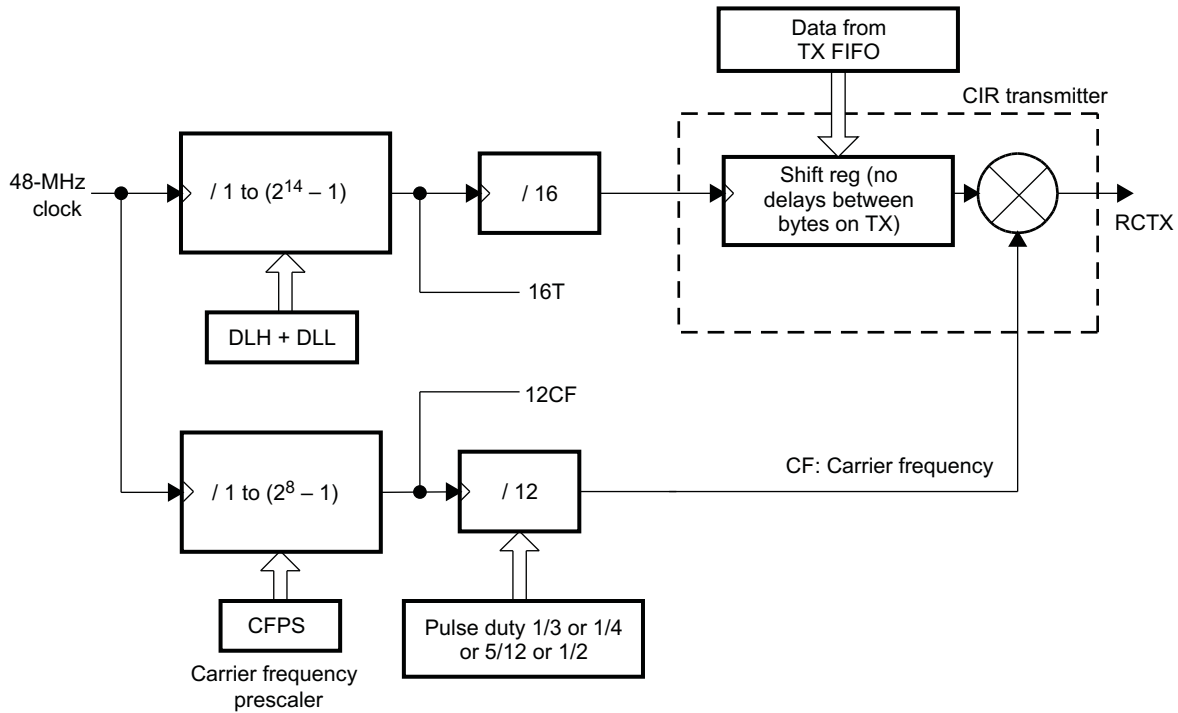 Data from
TX FIFO
CIR transmitter
48-MHz
clock
/ 1 to (2¹⁴ – 1)
/ 16
Shift reg (no
delays between
bytes on TX)
RCTX
16T
DLH + DLL
12CF
/ 1 to (2⁸ – 1)
/ 12
CF: Carrier frequency
CFPS
Carrier frequency
prescaler
Pulse duty 1/3 or 1/4
or 5/12 or 1/2